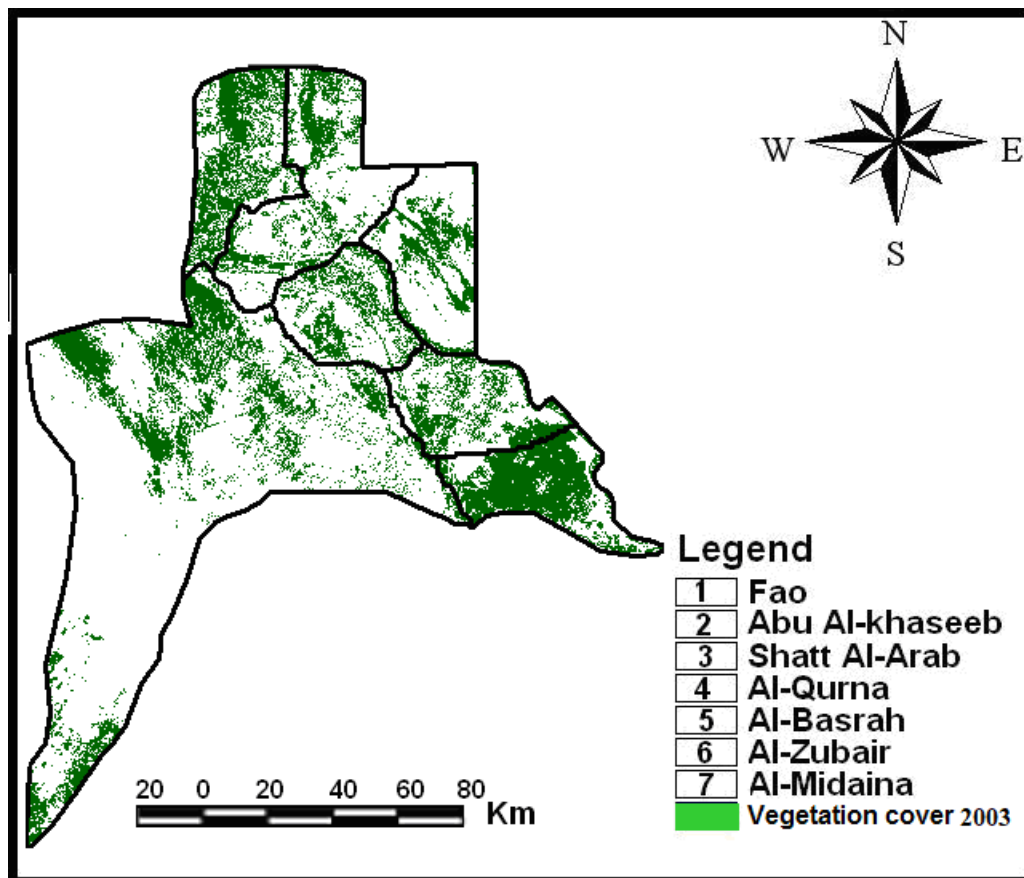 N
W E
S
Legend
1 Fao
2 Abu Al-khaseeb
3 Shatt Al-Arab
4 Al-Qurna
5 Al-Basrah
6 Al-Zubair
7 Al-Midaina
Vegetation cover 2003
20 0 20 40 60 80
Km